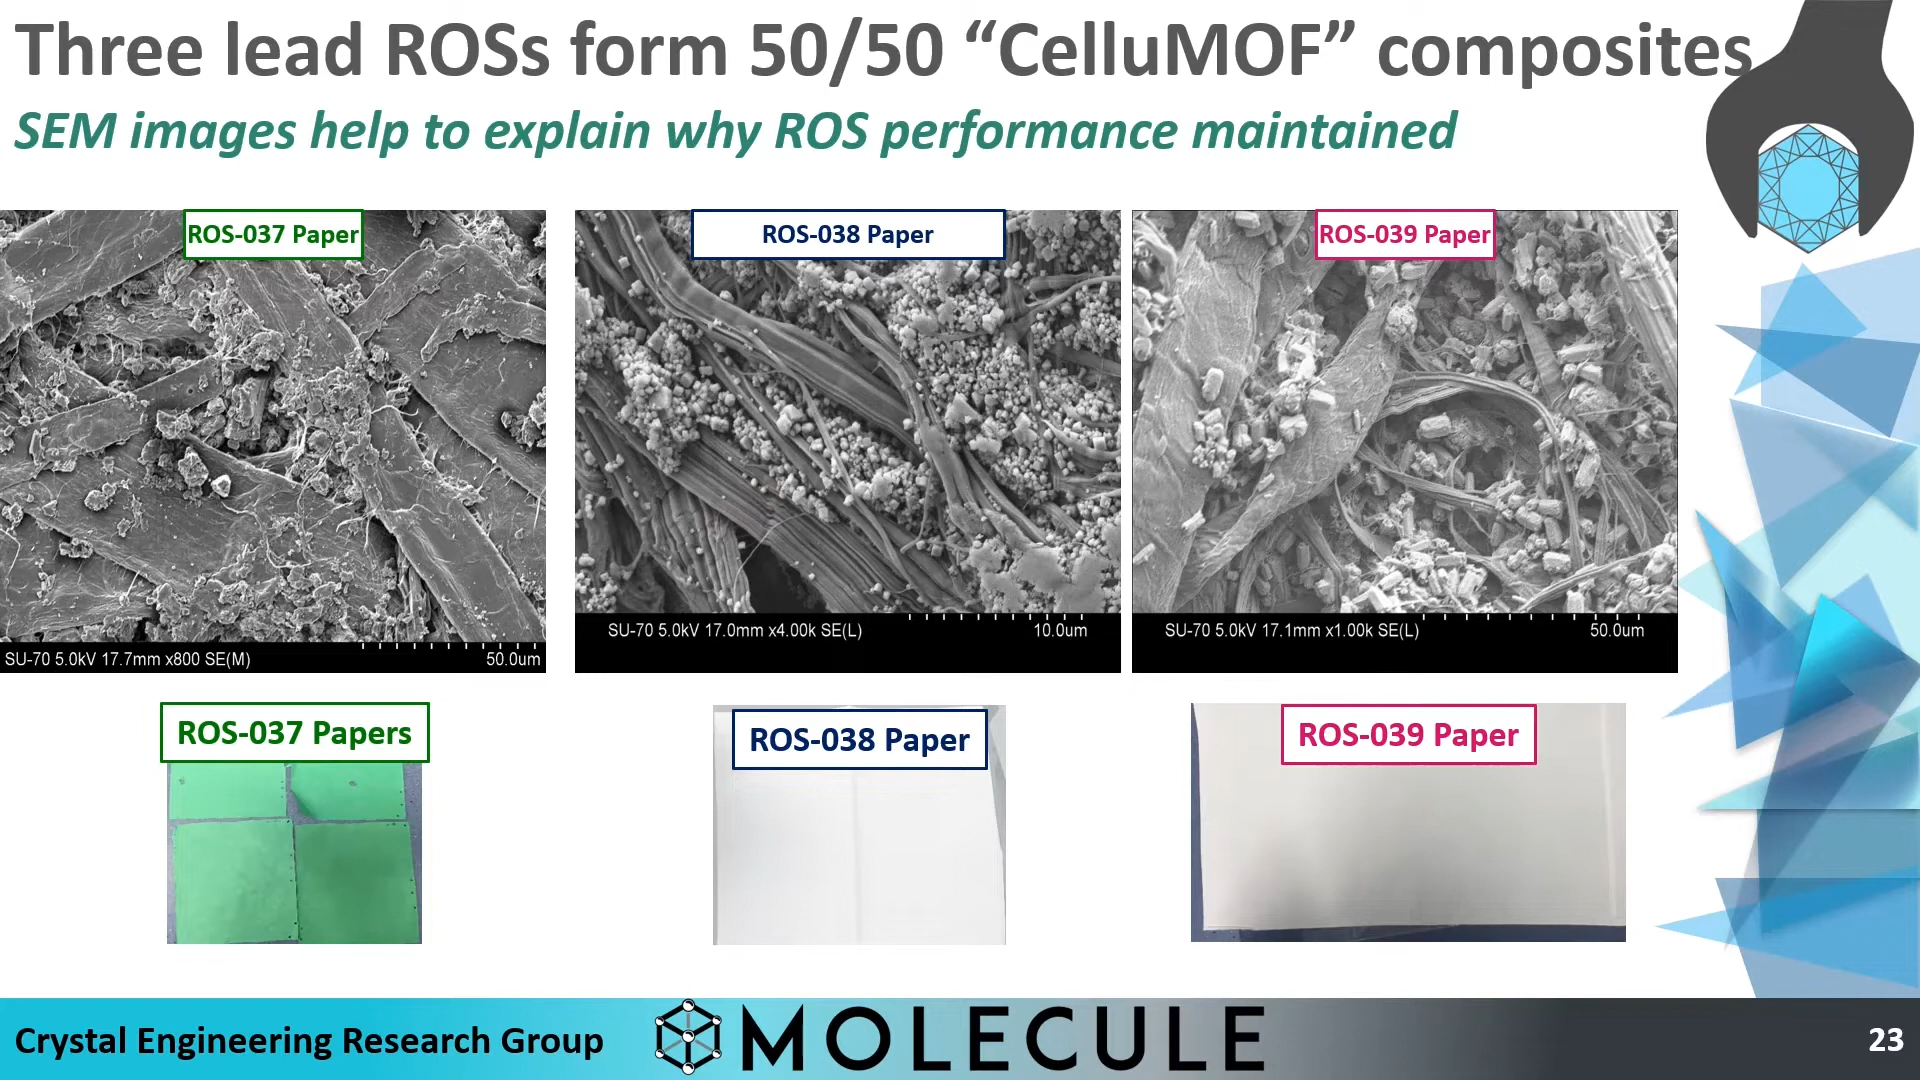 Three lead ROSs form 50/50 “CelluMOF” composites
SEM images help to explain why ROS performance maintained
ROS-037 Paper
ROS-038 Paper
ROS-039 Paper
SU-70 5.0kV 17.7mm x800 SE(M) 50.0um
SU-70 5.0kV 17.0mm x4.00k SE(L) 10.0um
SU-70 5.0kV 17.1mm x1.00k SE(L) 50.0um
ROS-037 Papers
ROS-038 Paper
ROS-039 Paper
Crystal Engineering Research Group
MOLECULE
23